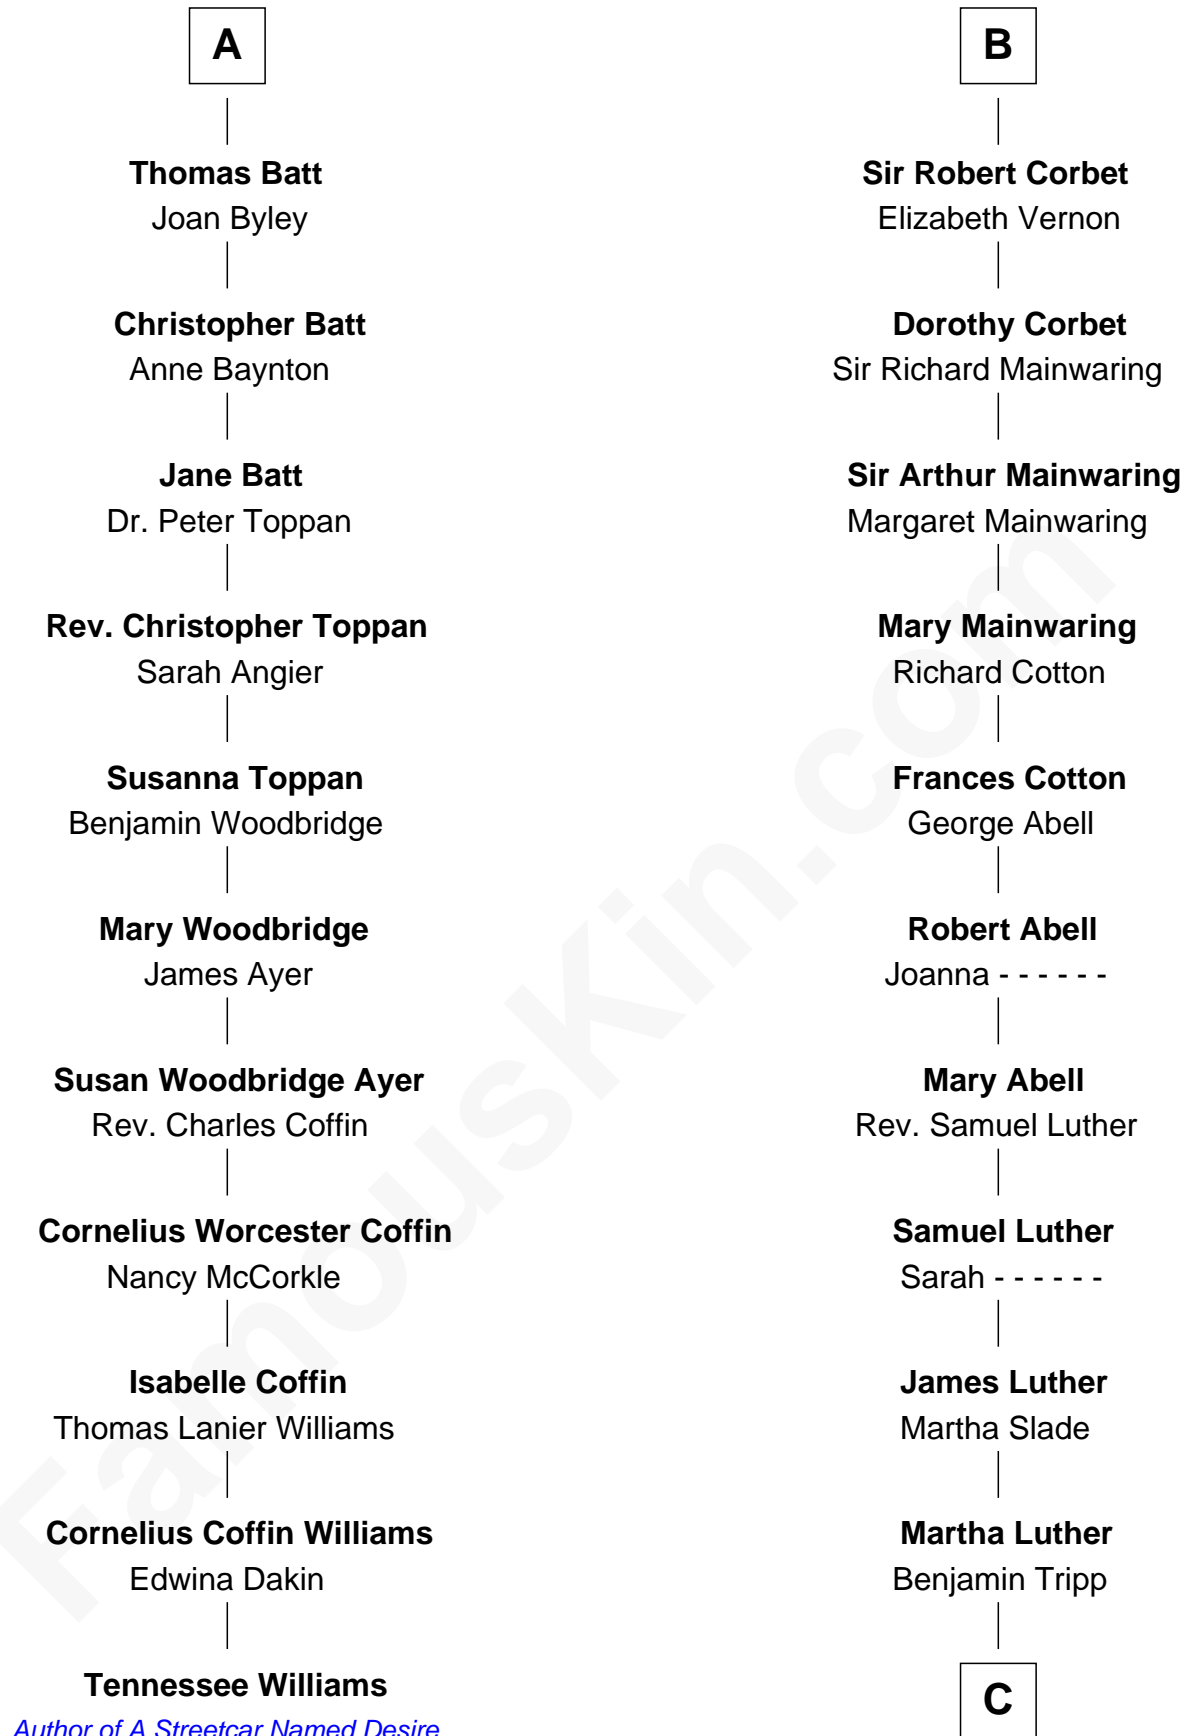 A
Thomas Batt
Joan Byley
Christopher Batt
Anne Baynton
Jane Batt
Dr. Peter Toppan
Rev. Christopher Toppan
Sarah Angier
Susanna Toppan
Benjamin Woodbridge
Mary Woodbridge
James Ayer
Susan Woodbridge Ayer
Rev. Charles Coffin
Cornelius Worcester Coffin
Nancy McCorkle
Isabelle Coffin
Thomas Lanier Williams
Cornelius Coffin Williams
Edwina Dakin
Tennessee Williams
Author of A Streetcar Named Desire
B
Sir Robert Corbet
Elizabeth Vernon
Dorothy Corbet
Sir Richard Mainwaring
Sir Arthur Mainwaring
Margaret Mainwaring
Mary Mainwaring
Richard Cotton
Frances Cotton
George Abell
Robert Abell
Joanna - - - - - -
Mary Abell
Rev. Samuel Luther
Samuel Luther
Sarah - - - - - -
James Luther
Martha Slade
Martha Luther
Benjamin Tripp
C
FamousKin.com